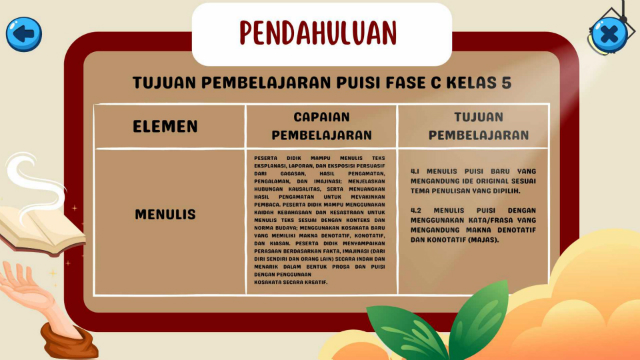 PENDAHULUAN
TUJUAN PEMBELAJARAN PUISI FASE C KELAS 5
ELEMEN
CAPAIAN
PEMBELAJARAN
TUJUAN
PEMBELAJARAN
MENULIS
PESERTA DIDIK MAMPU MENULIS TEKS
EKSPLANASI, LAPORAN, DAN EKSPOSISI PERSUASIF
DARI GAGASAN, HASIL PENGAMATAN,
PENGALAMAN, DAN IMAJINASI; MENJELASKAN
HUBUNGAN KAUSALITAS, SERTA MENUANGKAN
HASIL PENGAMATAN UNTUK MEYAKINKAN
PEMBACA. PESERTA DIDIK MAMPU MENGGUNAKAN
KAIDAH KEBAHASAAN DAN KESASTRAAN UNTUK
MENULIS TEKS SESUAI DENGAN KONTEKS DAN
NORMA BUDAYA; MENGGUNAKAN KOSAKATA BARU
YANG MEMILIKI MAKNA DENOTATIF, KONOTATIF,
DAN KIASAN. PESERTA DIDIK MENYAMPAIKAN
PERASAAN BERDASARKAN FAKTA, IMAJINASI (DARI
DIRI SENDIRI DAN ORANG LAIN) SECARA INDAH DAN
MENARIK DALAM BENTUK PROSA DAN PUISI
DENGAN PENGGUNAAN
KOSAKATA SECARA KREATIF.
4.1 MENULIS PUISI BARU YANG
MENGANDUNG IDE ORIGINAL SESUAI
TEMA PENULISAN YANG DIPILIH.
4.2 MENULIS PUISI DENGAN
MENGGUNAKAN KATA/FRASA YANG
MENGANDUNG MAKNA DENOTATIF
DAN KONOTATIF (MAJAS).